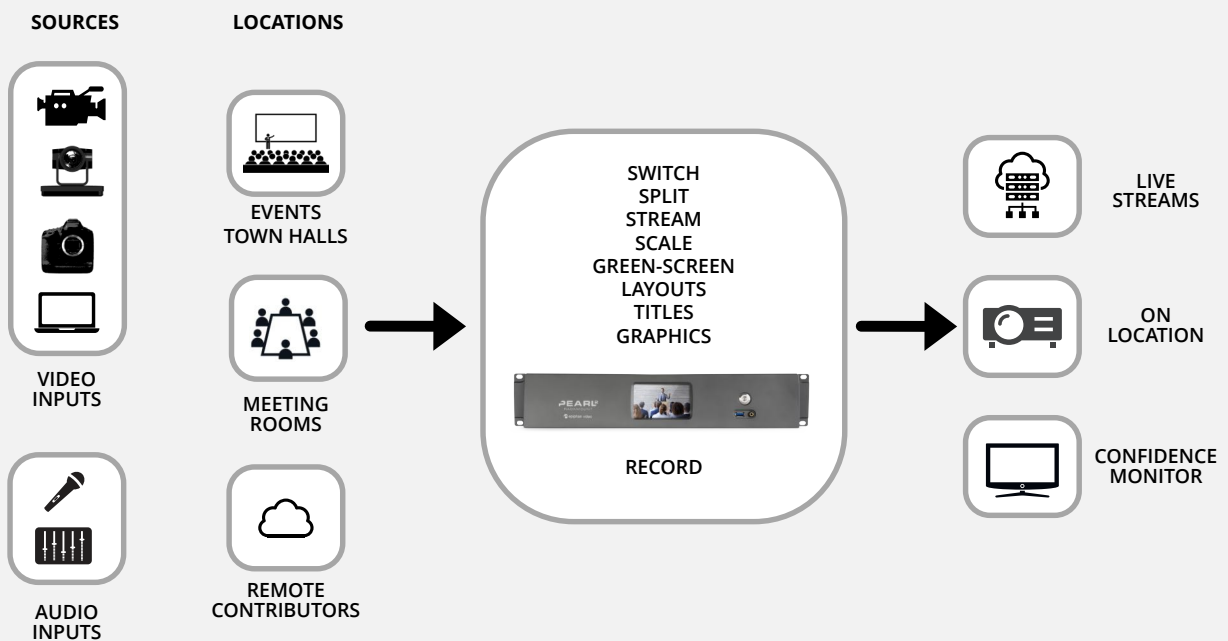 SOURCES
VIDEO
INPUTS
AUDIO
INPUTS
LOCATIONS
EVENTS
TOWN HALLS
MEETING
ROOMS
REMOTE
CONTRIBUTORS
SWITCH
SPLIT
STREAM
SCALE
GREEN-SCREEN
LAYOUTS
TITLES
GRAPHICS
PEARL
RECORD
LIVE
STREAMS
ON
LOCATION
CONFIDENCE
MONITOR